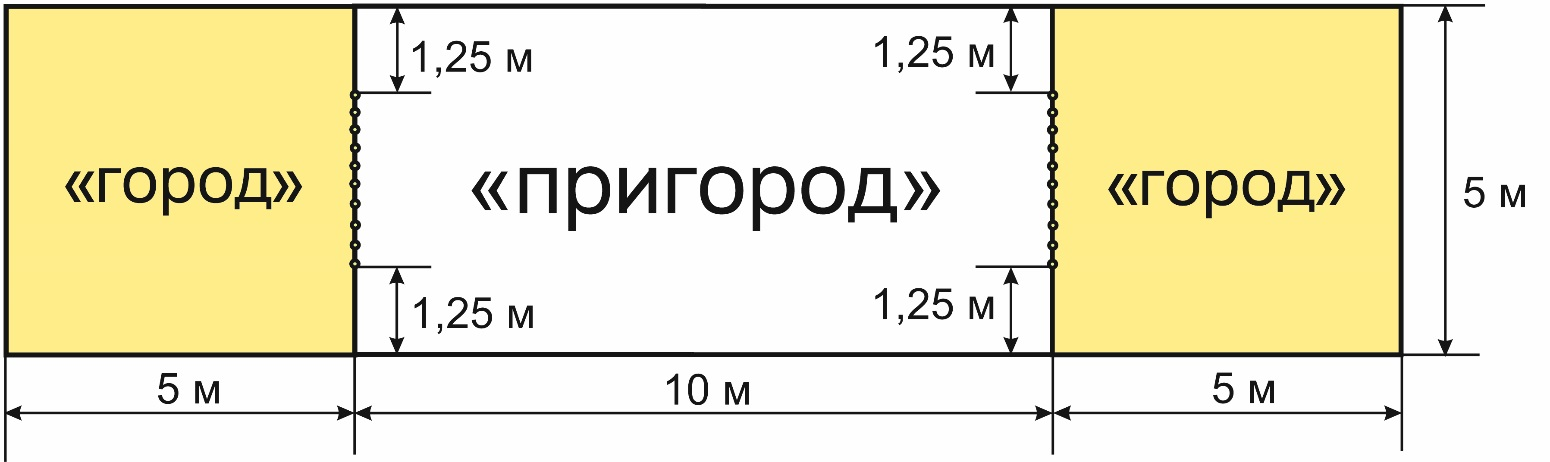 1,25 м
1,25 м
«город»
«пригород»
«город»
5 м
1,25 м
1,25 м
5 м
10 м
5 м